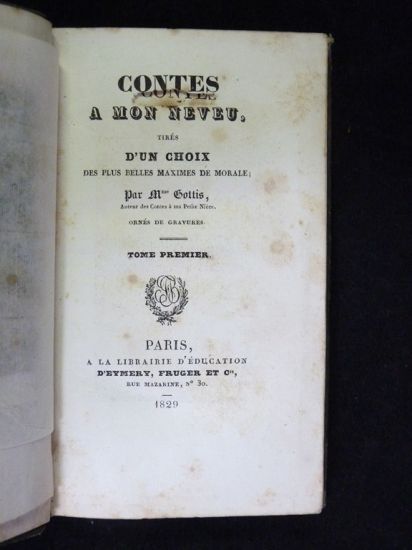 CONTES
A MON NEVEU,
TIRÉS
D'UN CHOIX
DES PLUS BELLES MAXIMES DE MORALE;
Par Mme Gottis,
Auteur des Contes à ma Petite Nièce.
ORNÉS DE GRAVURES.
TOME PREMIER.
PARIS,
A LA LIBRAIRIE D'ÉDUCATION
D'EYMERY, FRUGER ET Cie,
RUE MAZARINE, No 30.
1829